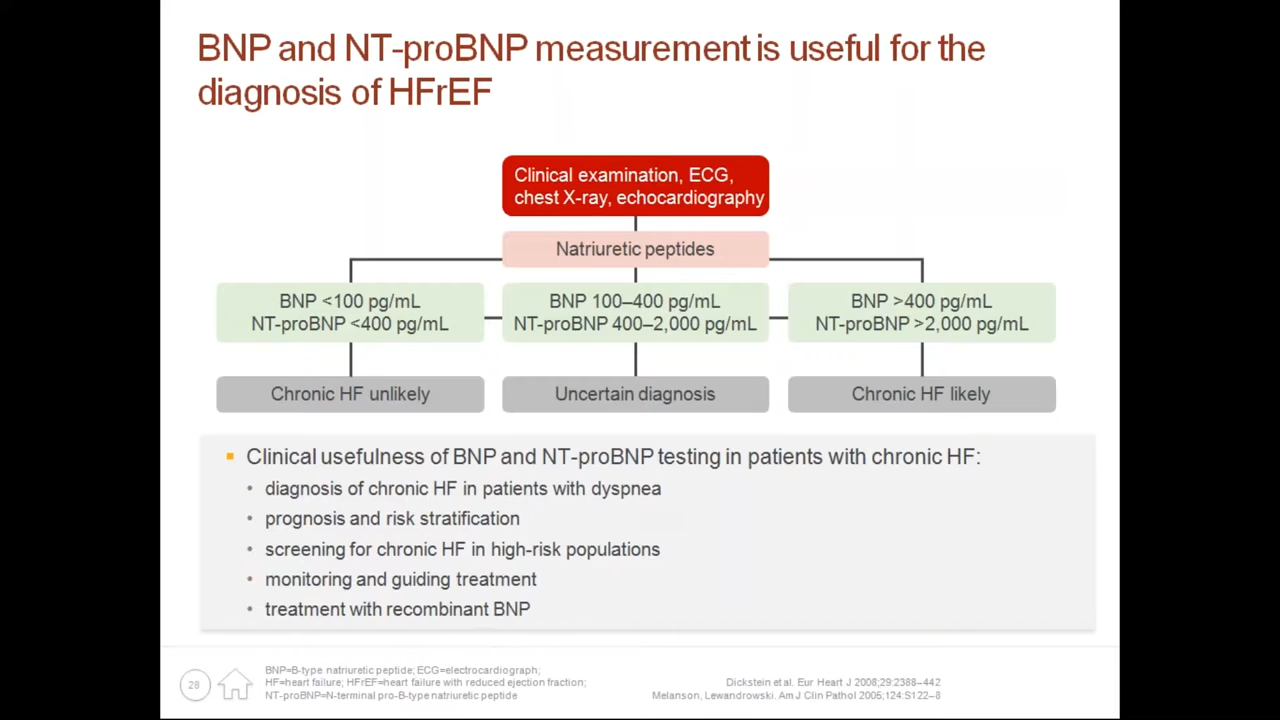 BNP and NT-proBNP measurement is useful for the
diagnosis of HFrEF
Clinical examination, ECG,
chest X-ray, echocardiography
Natriuretic peptides
BNP <100 pg/mL
NT-proBNP <400 pg/mL
BNP 100–400 pg/mL
NT-proBNP 400–2,000 pg/mL
BNP >400 pg/mL
NT-proBNP >2,000 pg/mL
Chronic HF unlikely
Uncertain diagnosis
Chronic HF likely
▪ Clinical usefulness of BNP and NT-proBNP testing in patients with chronic HF:
• diagnosis of chronic HF in patients with dyspnea
• prognosis and risk stratification
• screening for chronic HF in high-risk populations
• monitoring and guiding treatment
• treatment with recombinant BNP
28
BNP=B-type natriuretic peptide; ECG=electrocardiograph;
HF=heart failure; HFrEF=heart failure with reduced ejection fraction;
NT-proBNP=N-terminal pro-B-type natriuretic peptide
Dickstein et al. Eur Heart J 2008;29:2388–442
Melanson, Lewandrowski. Am J Clin Pathol 2005;124:S122–8